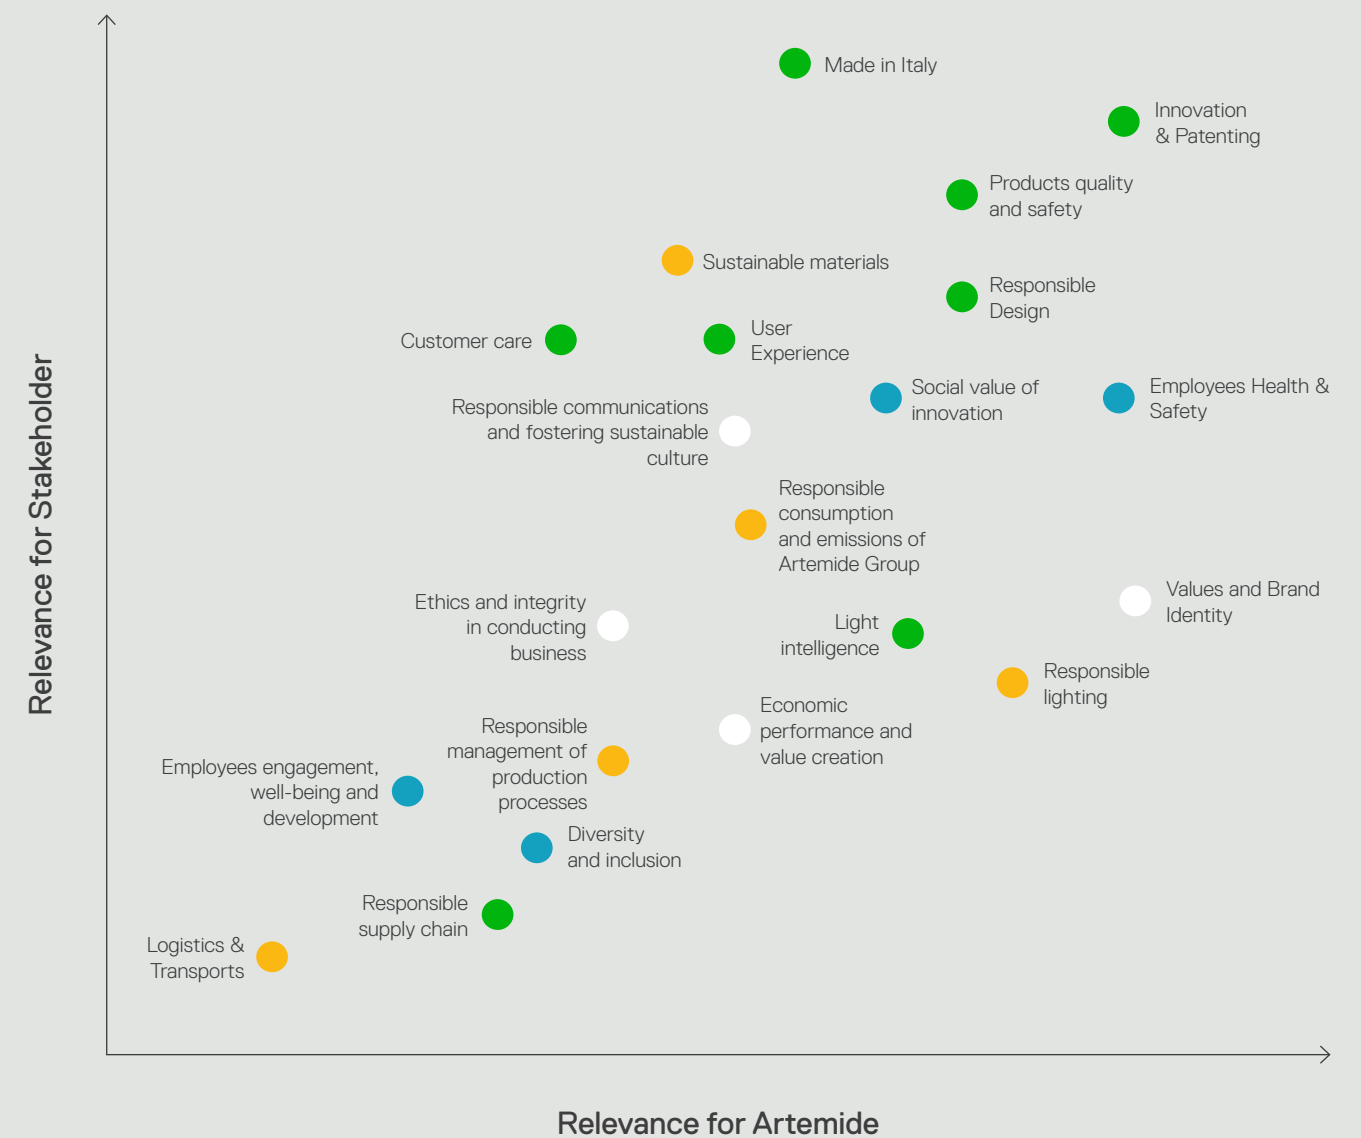 Made in Italy
Innovation
& Patenting
Products quality
and safety
Sustainable materials
Responsible
Design
Customer care
User
Experience
Social value of
innovation
Employees Health &
Safety
Responsible communications
and fostering sustainable
culture
Responsible
consumption
and emissions of
Artemide Group
Values and Brand
Identity
Ethics and integrity
in conducting
business
Light
intelligence
Responsible
lighting
Economic
performance and
value creation
Responsible
management of
production
processes
Employees engagement,
well-being and
development
Diversity
and inclusion
Responsible
supply chain
Logistics &
Transports
Relevance for Stakeholder
Relevance for Artemide